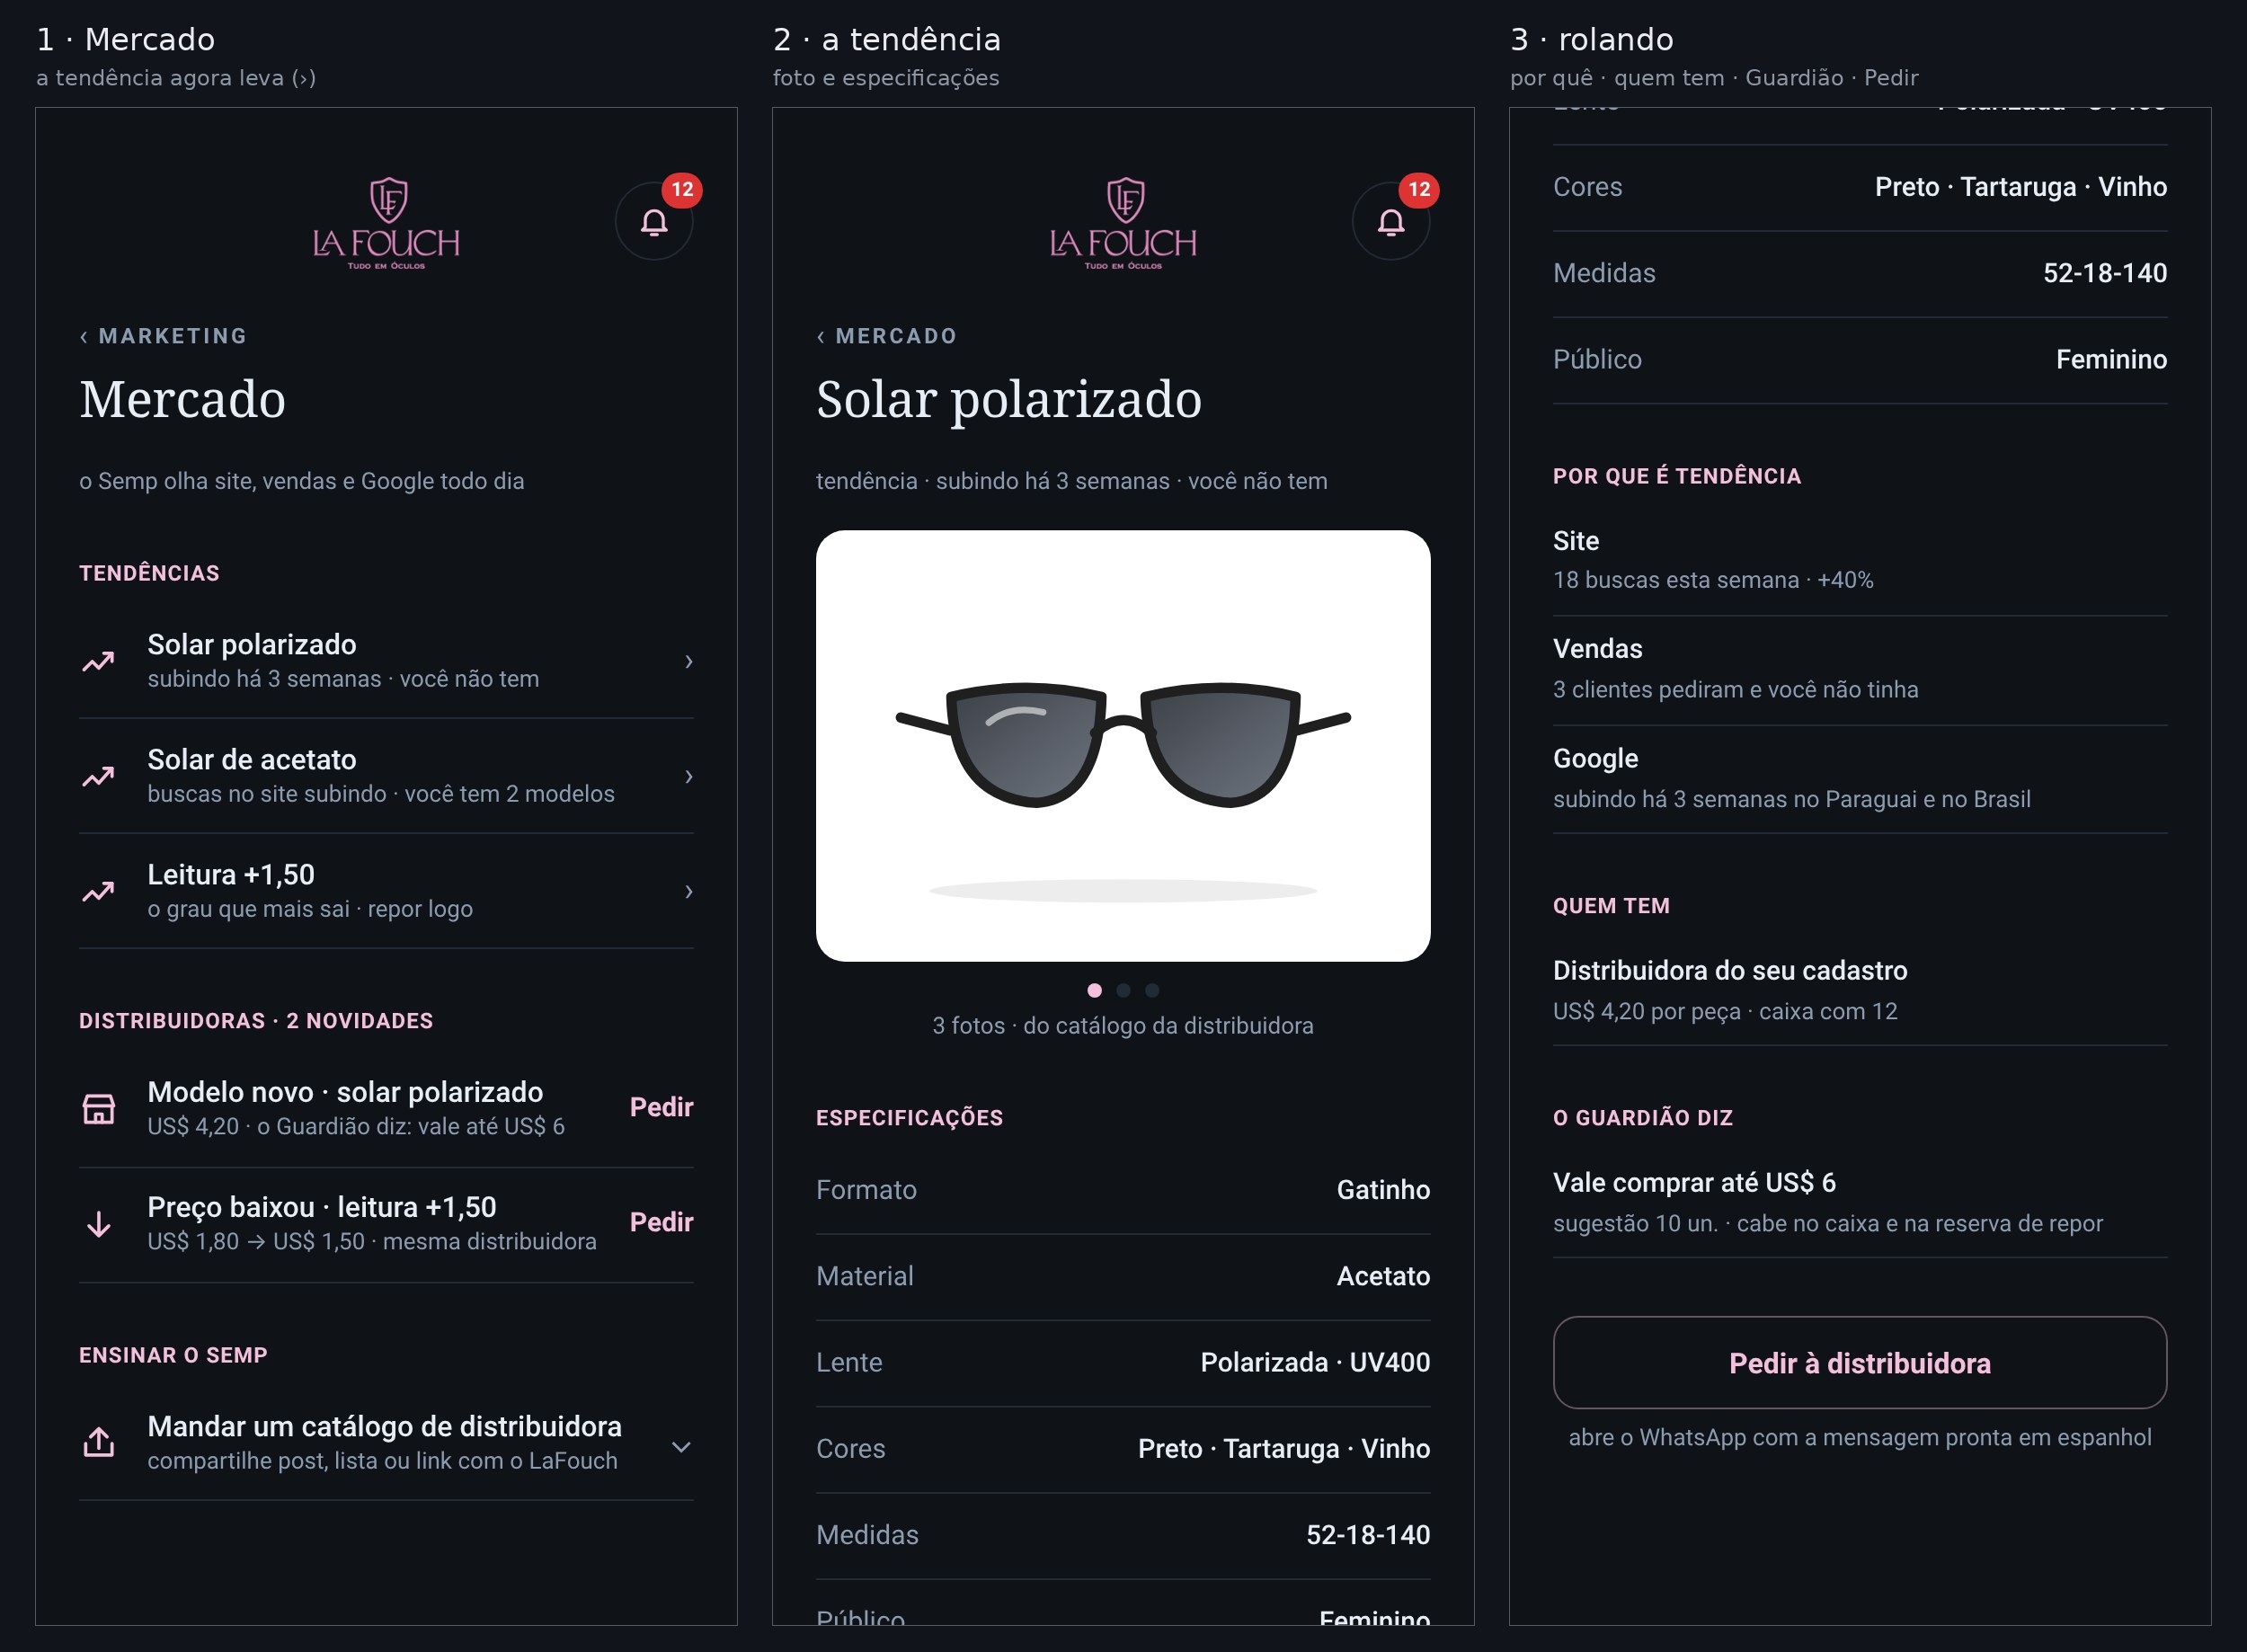 1 · Mercado
a tendência agora leva (›)
12
LF
LA FOUCH
TUDO EM ÓCULOS
‹ MARKETING
Mercado
o Semp olha site, vendas e Google todo dia
TENDÊNCIAS
Solar polarizado
subindo há 3 semanas · você não tem
›
Solar de acetato
buscas no site subindo · você tem 2 modelos
›
Leitura +1,50
o grau que mais sai · repor logo
›
DISTRIBUIDORAS · 2 NOVIDADES
Modelo novo · solar polarizado
US$ 4,20 · o Guardião diz: vale até US$ 6
Pedir
Preço baixou · leitura +1,50
US$ 1,80 → US$ 1,50 · mesma distribuidora
Pedir
ENSINAR O SEMP
Mandar um catálogo de distribuidora
compartilhe post, lista ou link com o LaFouch
2 · a tendência
foto e especificações
12
LF
LA FOUCH
TUDO EM ÓCULOS
‹ MERCADO
Solar polarizado
tendência · subindo há 3 semanas · você não tem
3 fotos · do catálogo da distribuidora
ESPECIFICAÇÕES
Formato Gatinho
Material Acetato
Lente Polarizada · UV400
Cores Preto · Tartaruga · Vinho
Medidas 52-18-140
Público Feminino
3 · rolando
por quê · quem tem · Guardião · Pedir
Lente Polarizada · UV400
Cores Preto · Tartaruga · Vinho
Medidas 52-18-140
Público Feminino
POR QUE É TENDÊNCIA
Site
18 buscas esta semana · +40%
Vendas
3 clientes pediram e você não tinha
Google
subindo há 3 semanas no Paraguai e no Brasil
QUEM TEM
Distribuidora do seu cadastro
US$ 4,20 por peça · caixa com 12
O GUARDIÃO DIZ
Vale comprar até US$ 6
sugestão 10 un. · cabe no caixa e na reserva de repor
Pedir à distribuidora
abre o WhatsApp com a mensagem pronta em espanhol